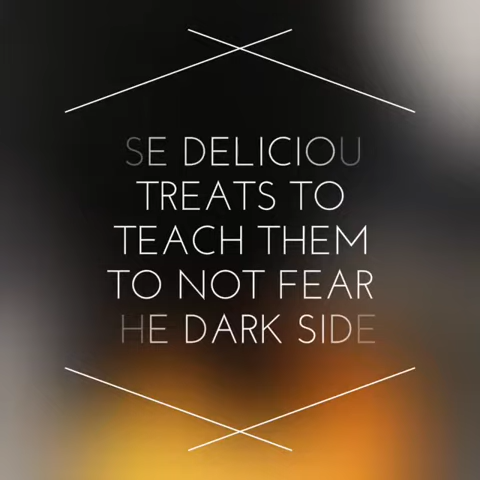 SE DELICIOU
TREATS TO
TEACH THEM
TO NOT FEAR
HE DARK SIDE